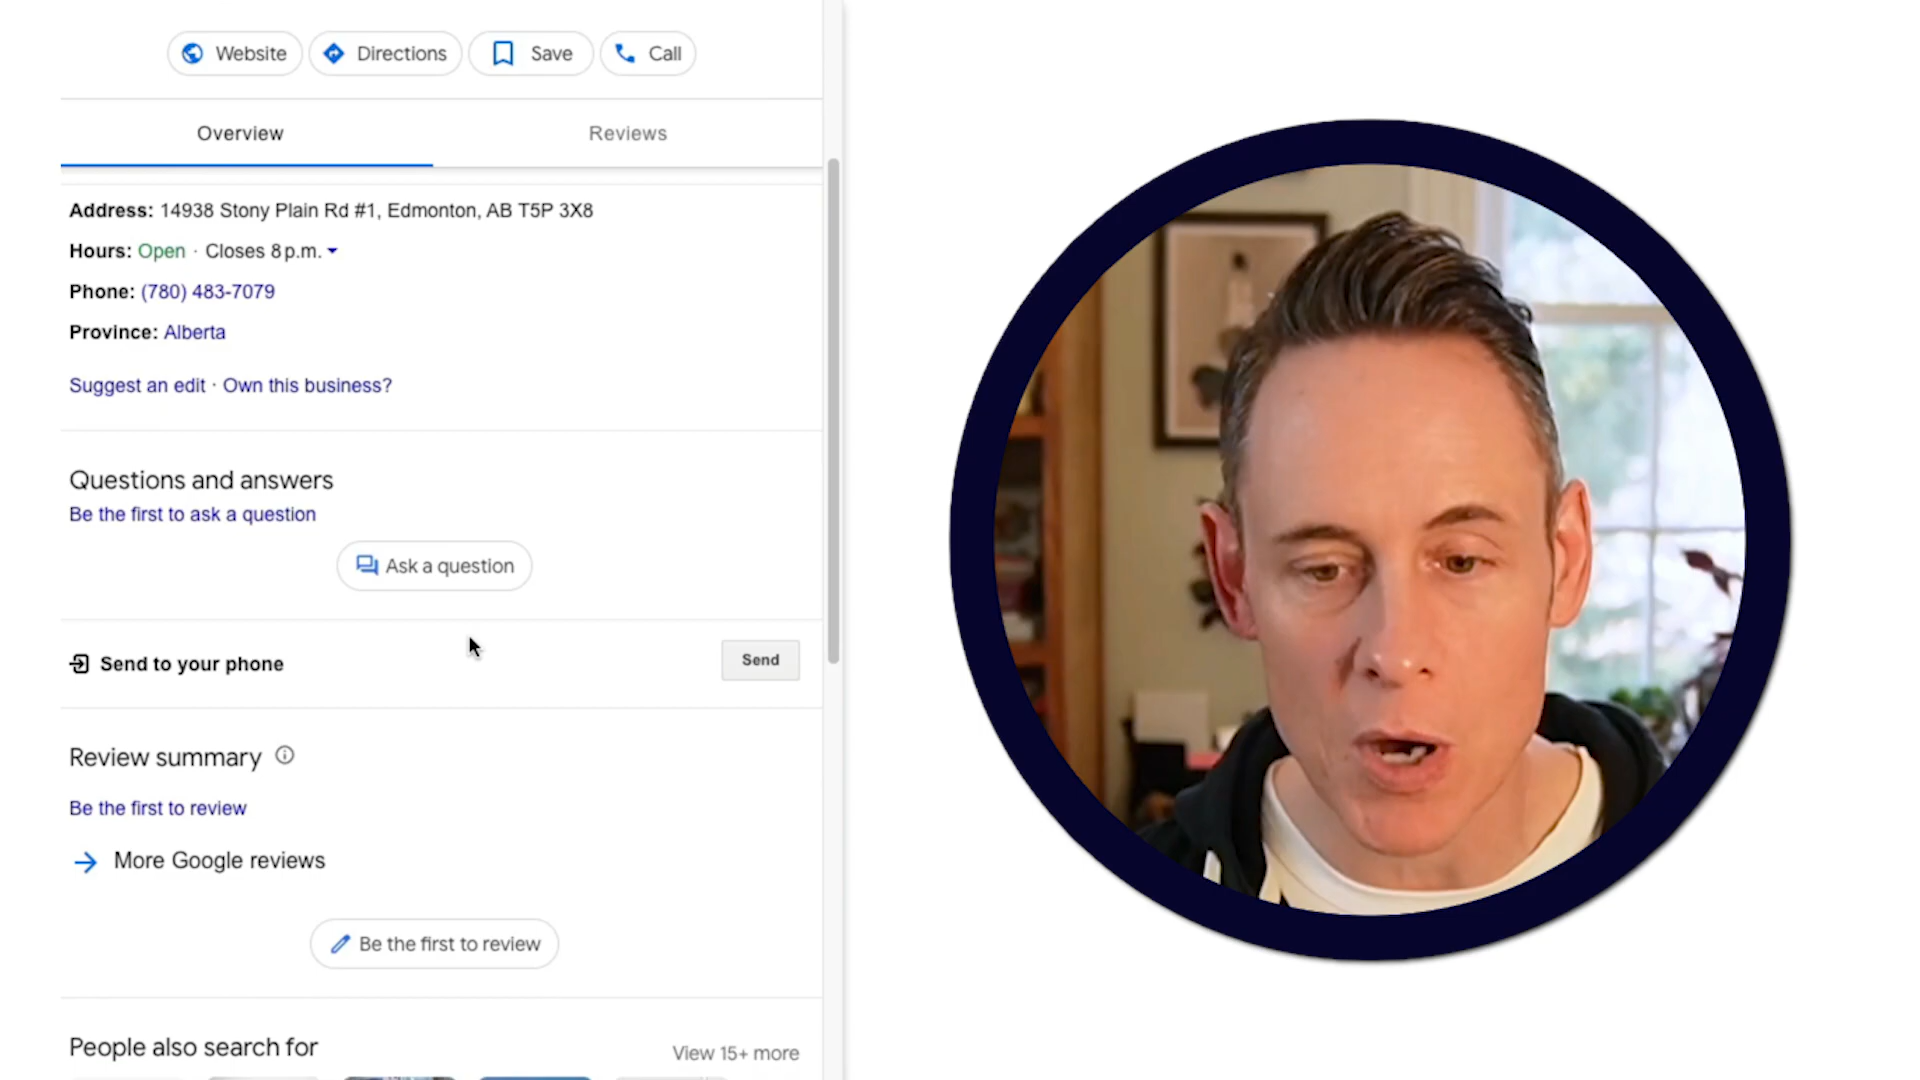 Website Directions Save Call
Overview Reviews
Address: 14938 Stony Plain Rd #1, Edmonton, AB T5P 3X8
Hours: Open · Closes 8 p.m.
Phone: (780) 483-7079
Province: Alberta
Suggest an edit · Own this business?
Questions and answers
Be the first to ask a question
Ask a question
Send to your phone Send
Review summary
Be the first to review
More Google reviews
Be the first to review
People also search for View 15+ more